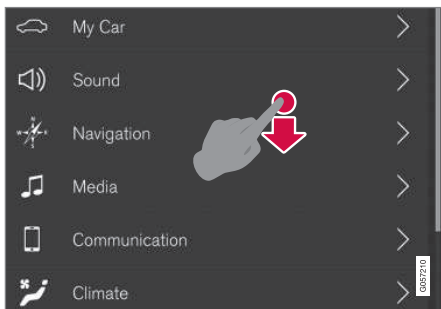 My Car
Sound
Navigation
Media
Communication
Climate
G057210